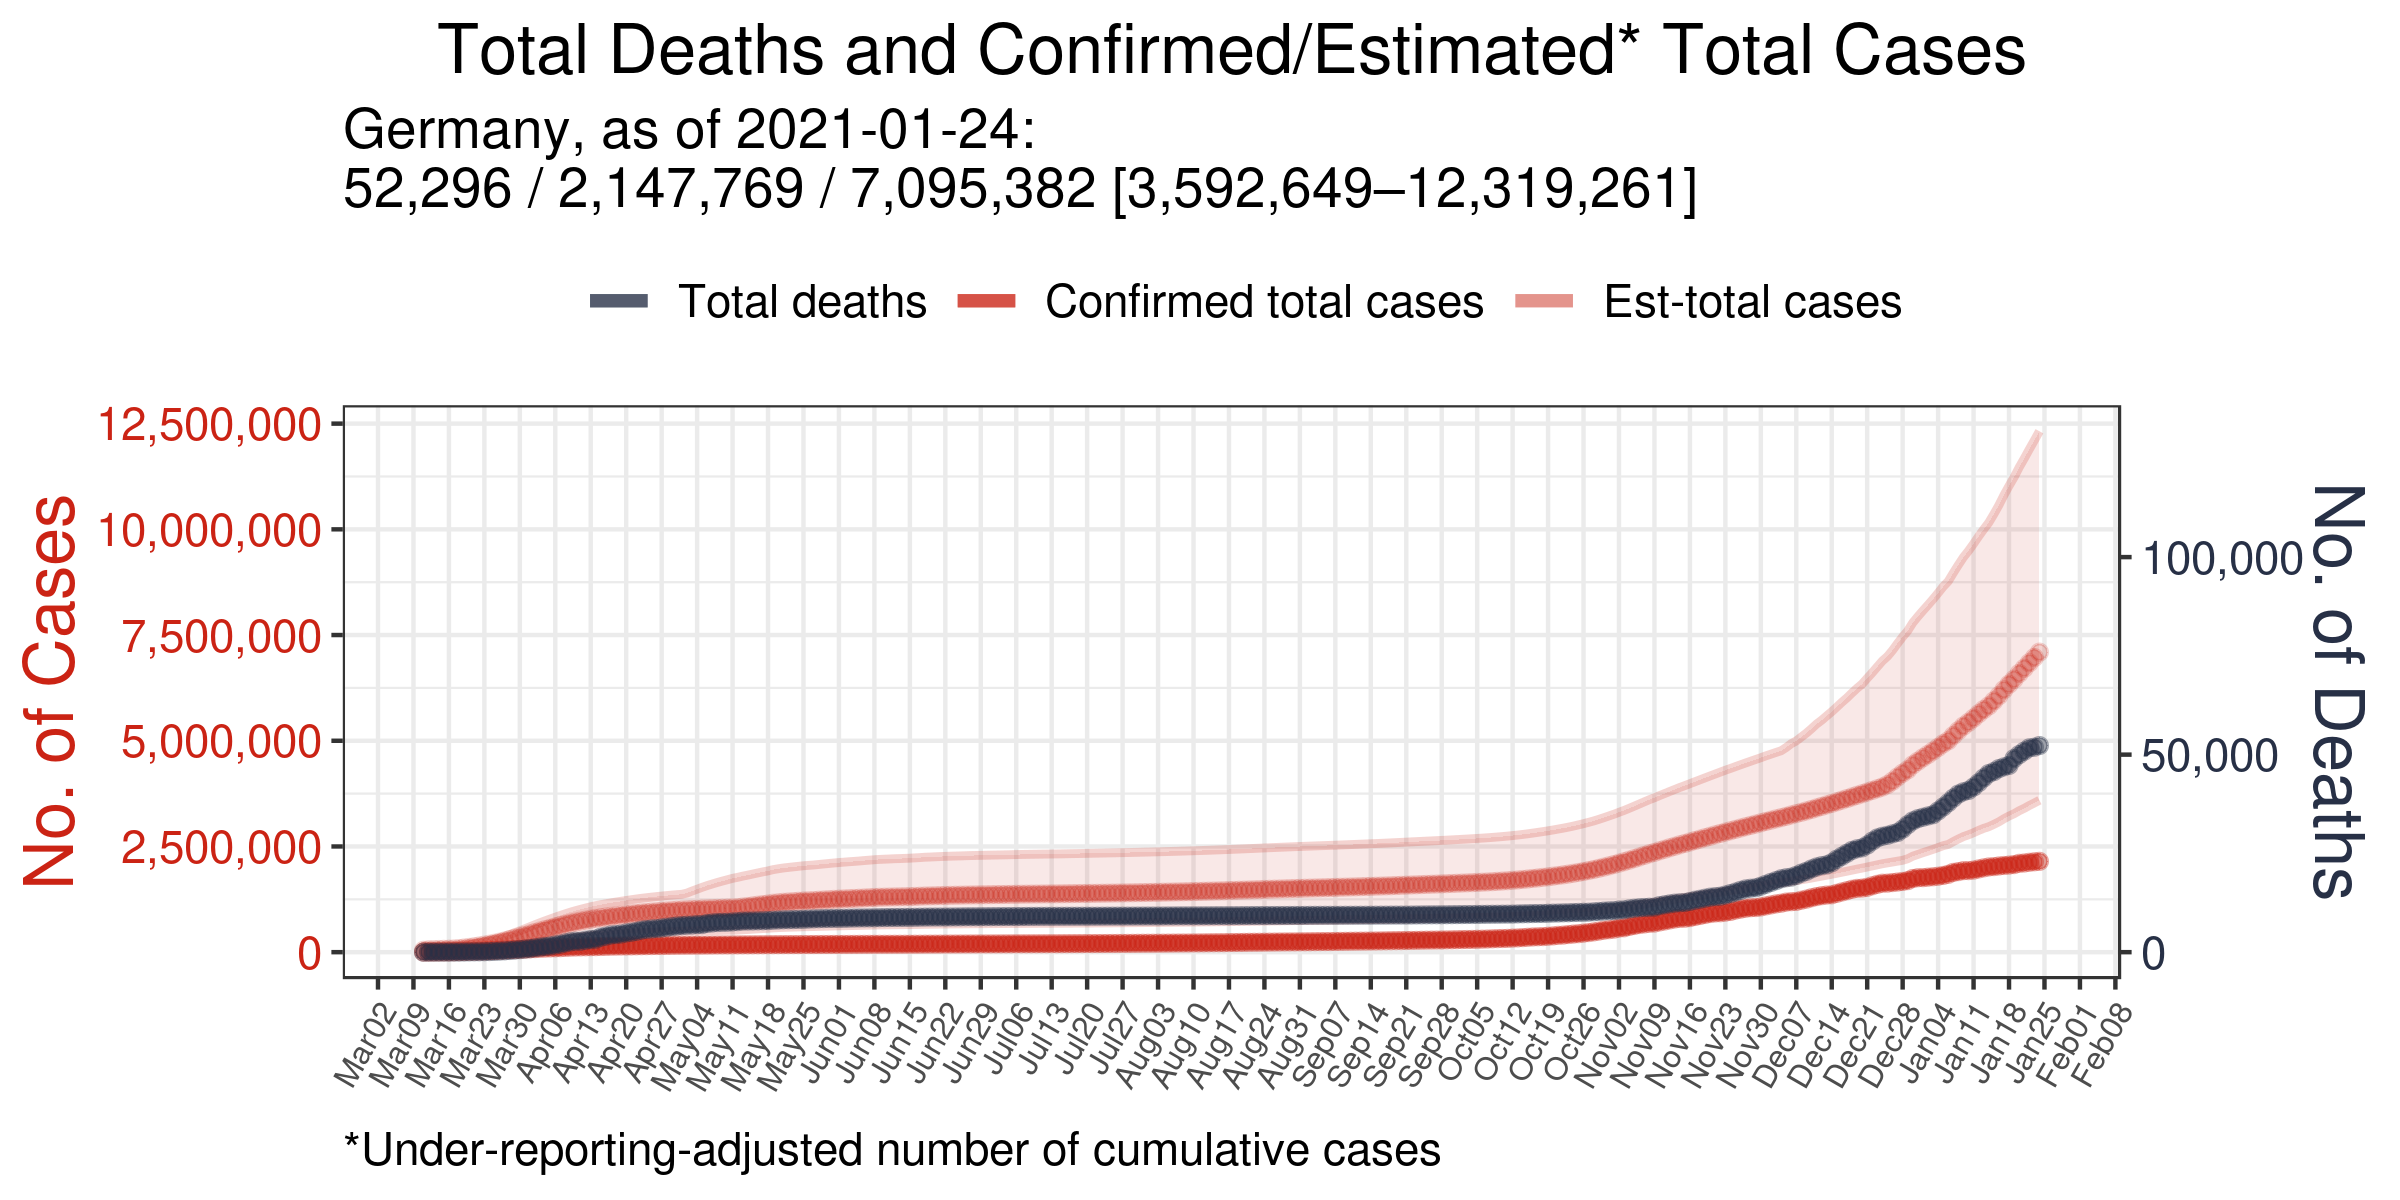 Total Deaths and Confirmed/Estimated* Total Cases
Germany, as of 2021-01-24:
52,296 / 2,147,769 / 7,095,382 [3,592,649–12,319,261]
Total deaths
Confirmed total cases
Est-total cases
No. of Cases
12,500,000
10,000,000
7,500,000
5,000,000
2,500,000
0
No. of Deaths
100,000
50,000
0
Mar02
Mar09
Mar16
Mar23
Mar30
Apr06
Apr13
Apr20
Apr27
May04
May11
May18
May25
Jun01
Jun08
Jun15
Jun22
Jun29
Jul06
Jul13
Jul20
Jul27
Aug03
Aug10
Aug17
Aug24
Aug31
Sep07
Sep14
Sep21
Sep28
Oct05
Oct12
Oct19
Oct26
Nov02
Nov09
Nov16
Nov23
Nov30
Dec07
Dec14
Dec21
Dec28
Jan04
Jan11
Jan18
Jan25
Feb01
Feb08
*Under-reporting-adjusted number of cumulative cases